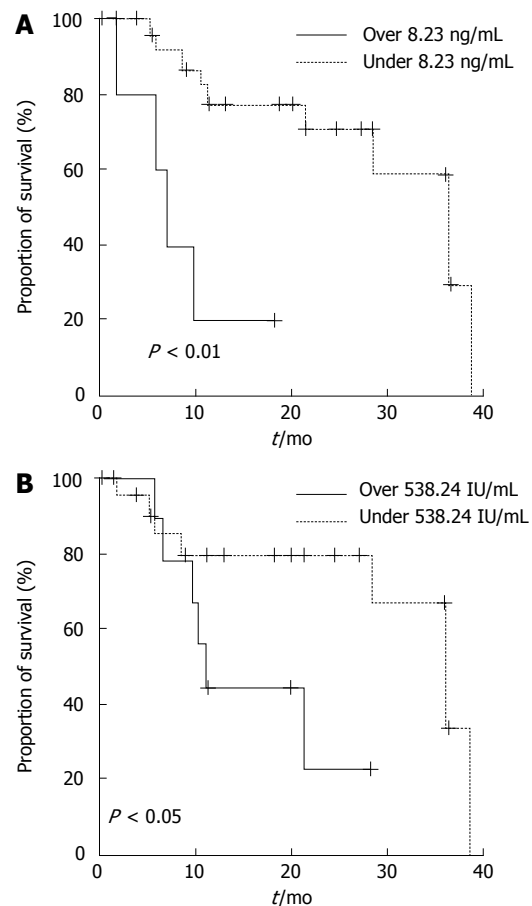 A
Over 8.23 ng/mL
Under 8.23 ng/mL
Proportion of survival (%)
100
80
60
40
20
0
P < 0.01
0 10 20 30 40
t/mo
B
Over 538.24 IU/mL
Under 538.24 IU/mL
Proportion of survival (%)
100
80
60
40
20
0
P < 0.05
0 10 20 30 40
t/mo